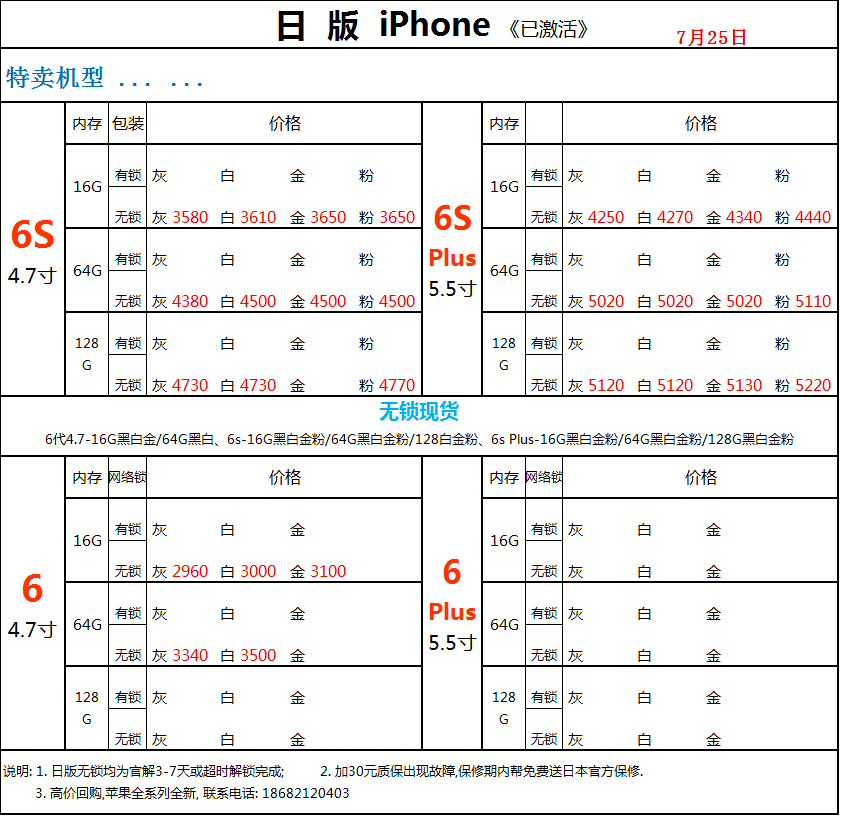 日 版 iPhone 《已激活》 7月25日
特卖机型 ... ...
内存 包装 价格 内存 价格
6S
4.7寸
16G
有锁 灰 白 金 粉
无锁 灰 3580 白 3610 金 3650 粉 3650
64G
有锁 灰 白 金 粉
无锁 灰 4380 白 4500 金 4500 粉 4500
128
G
有锁 灰 白 金 粉
无锁 灰 4730 白 4730 金 粉 4770
6S
Plus
5.5寸
16G
有锁 灰 白 金 粉
无锁 灰 4250 白 4270 金 4340 粉 4440
64G
有锁 灰 白 金 粉
无锁 灰 5020 白 5020 金 5020 粉 5110
128
G
有锁 灰 白 金 粉
无锁 灰 5120 白 5120 金 5130 粉 5220
无锁现货
6代4.7-16G黑白金/64G黑白、6s-16G黑白金粉/64G黑白金粉/128白金粉、6s Plus-16G黑白金粉/64G黑白金粉/128G黑白金粉
内存 网络锁 价格 内存 网络锁 价格
6
4.7寸
16G
有锁 灰 白 金
无锁 灰 2960 白 3000 金 3100
64G
有锁 灰 白 金
无锁 灰 3340 白 3500 金
128
G
有锁 灰 白 金
无锁 灰 白 金
6
Plus
5.5寸
16G
有锁 灰 白 金
无锁 灰 白 金
64G
有锁 灰 白 金
无锁 灰 白 金
128
G
有锁 灰 白 金
无锁 灰 白 金
说明: 1. 日版无锁均为官解3-7天或超时解锁完成; 2. 加30元质保出现故障,保修期内帮免费送日本官方保修.
3. 高价回购,苹果全系列全新, 联系电话: 18682120403